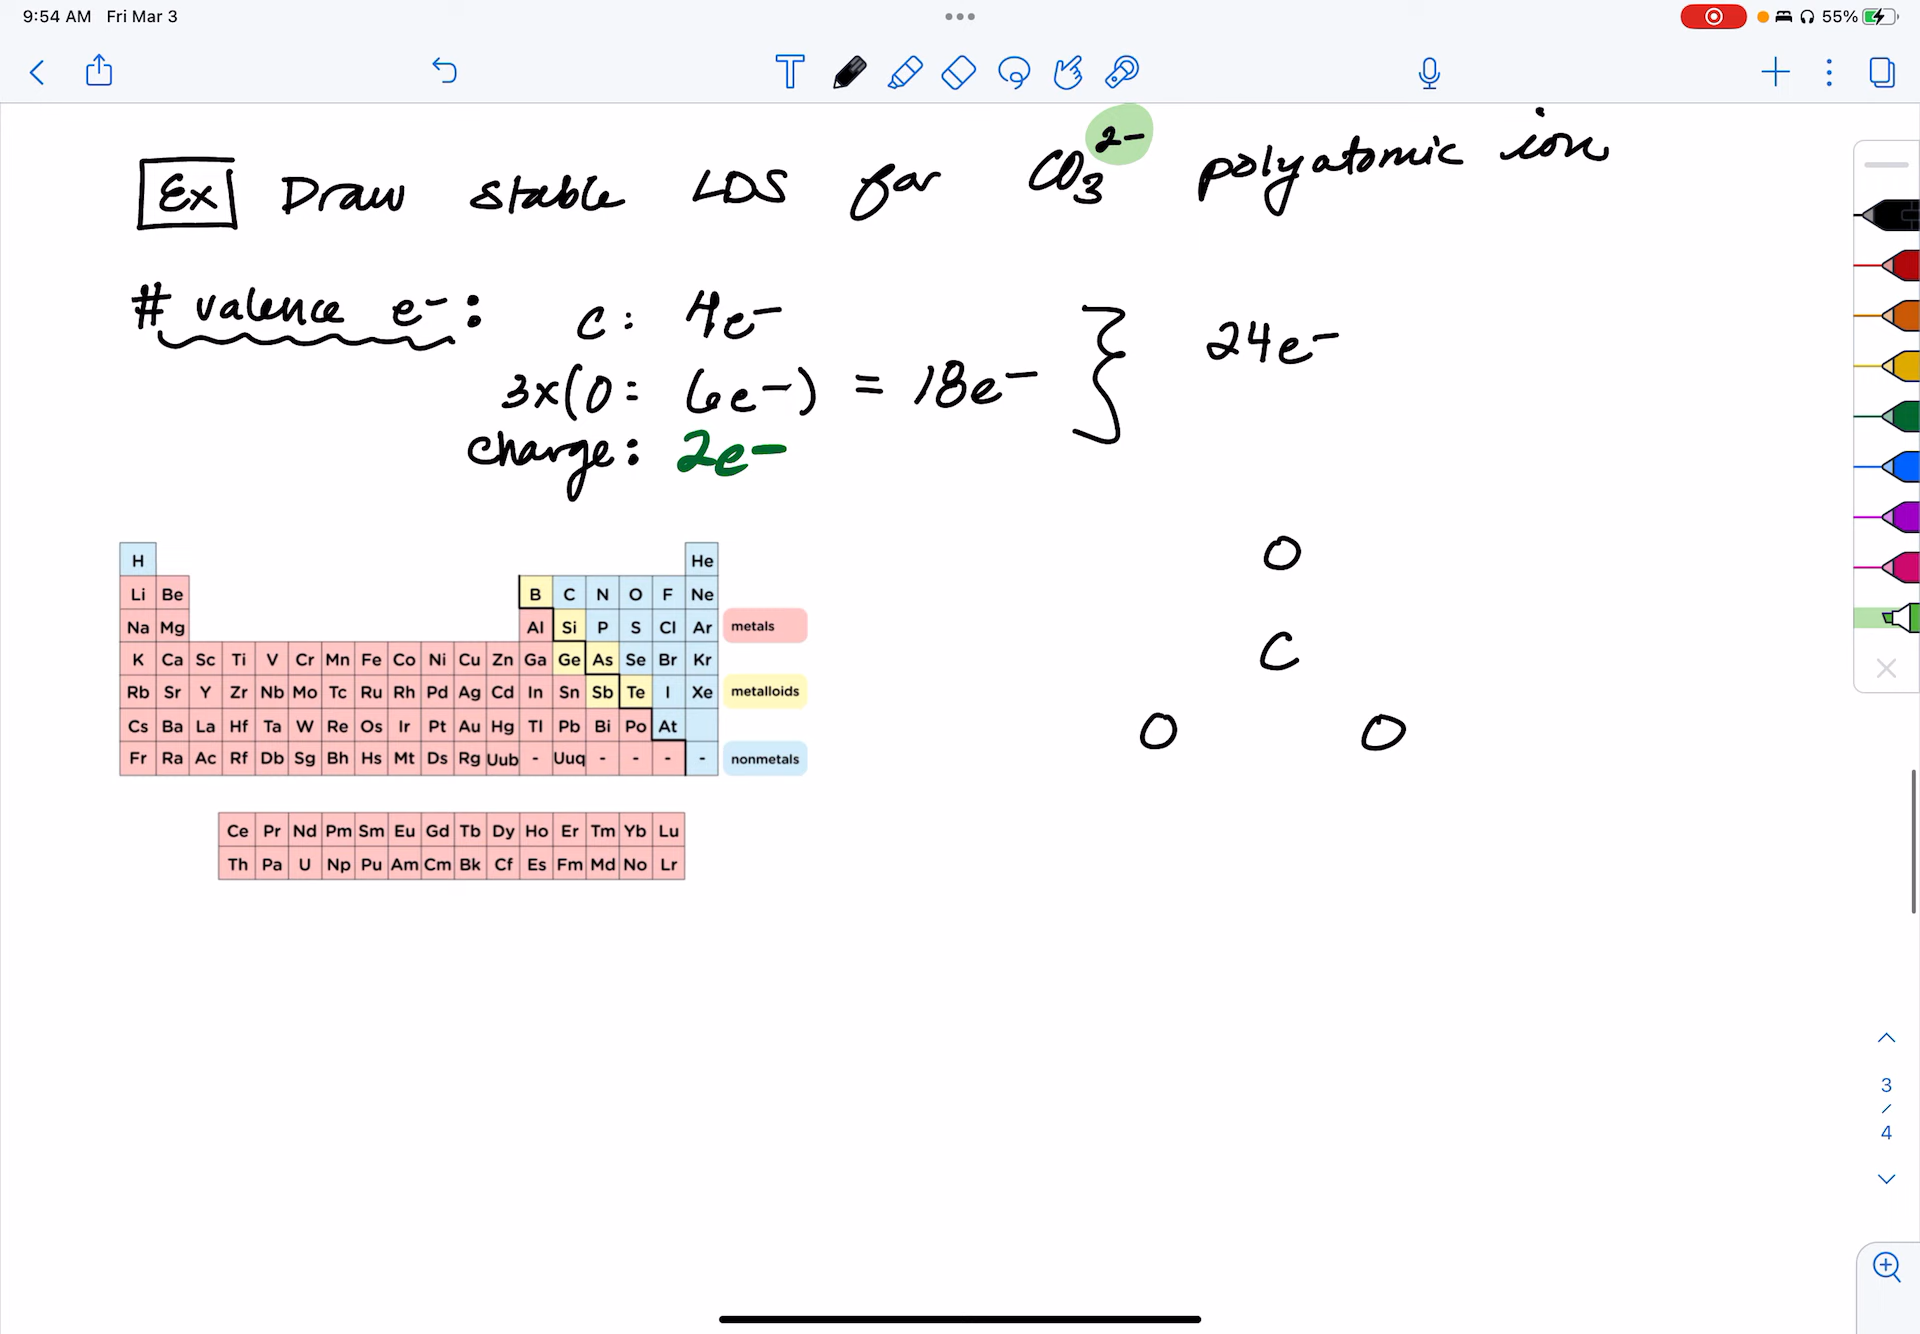 9:54 AM Fri Mar 3
55%
Ex Draw stable LDS for CO3 2- polyatomic ion
# valence e-: C: 4e-
24e-
3x(O: 6e-) = 18e-
charge: 2e-
O
C
O O
H He
Li Be B C N O F Ne
Na Mg Al Si P S Cl Ar metals
K Ca Sc Ti V Cr Mn Fe Co Ni Cu Zn Ga Ge As Se Br Kr
Rb Sr Y Zr Nb Mo Tc Ru Rh Pd Ag Cd In Sn Sb Te I Xe metalloids
Cs Ba La Hf Ta W Re Os Ir Pt Au Hg Tl Pb Bi Po At
Fr Ra Ac Rf Db Sg Bh Hs Mt Ds Rg Uub - Uuq - - - - nonmetals
Ce Pr Nd Pm Sm Eu Gd Tb Dy Ho Er Tm Yb Lu
Th Pa U Np Pu Am Cm Bk Cf Es Fm Md No Lr
3
/
4